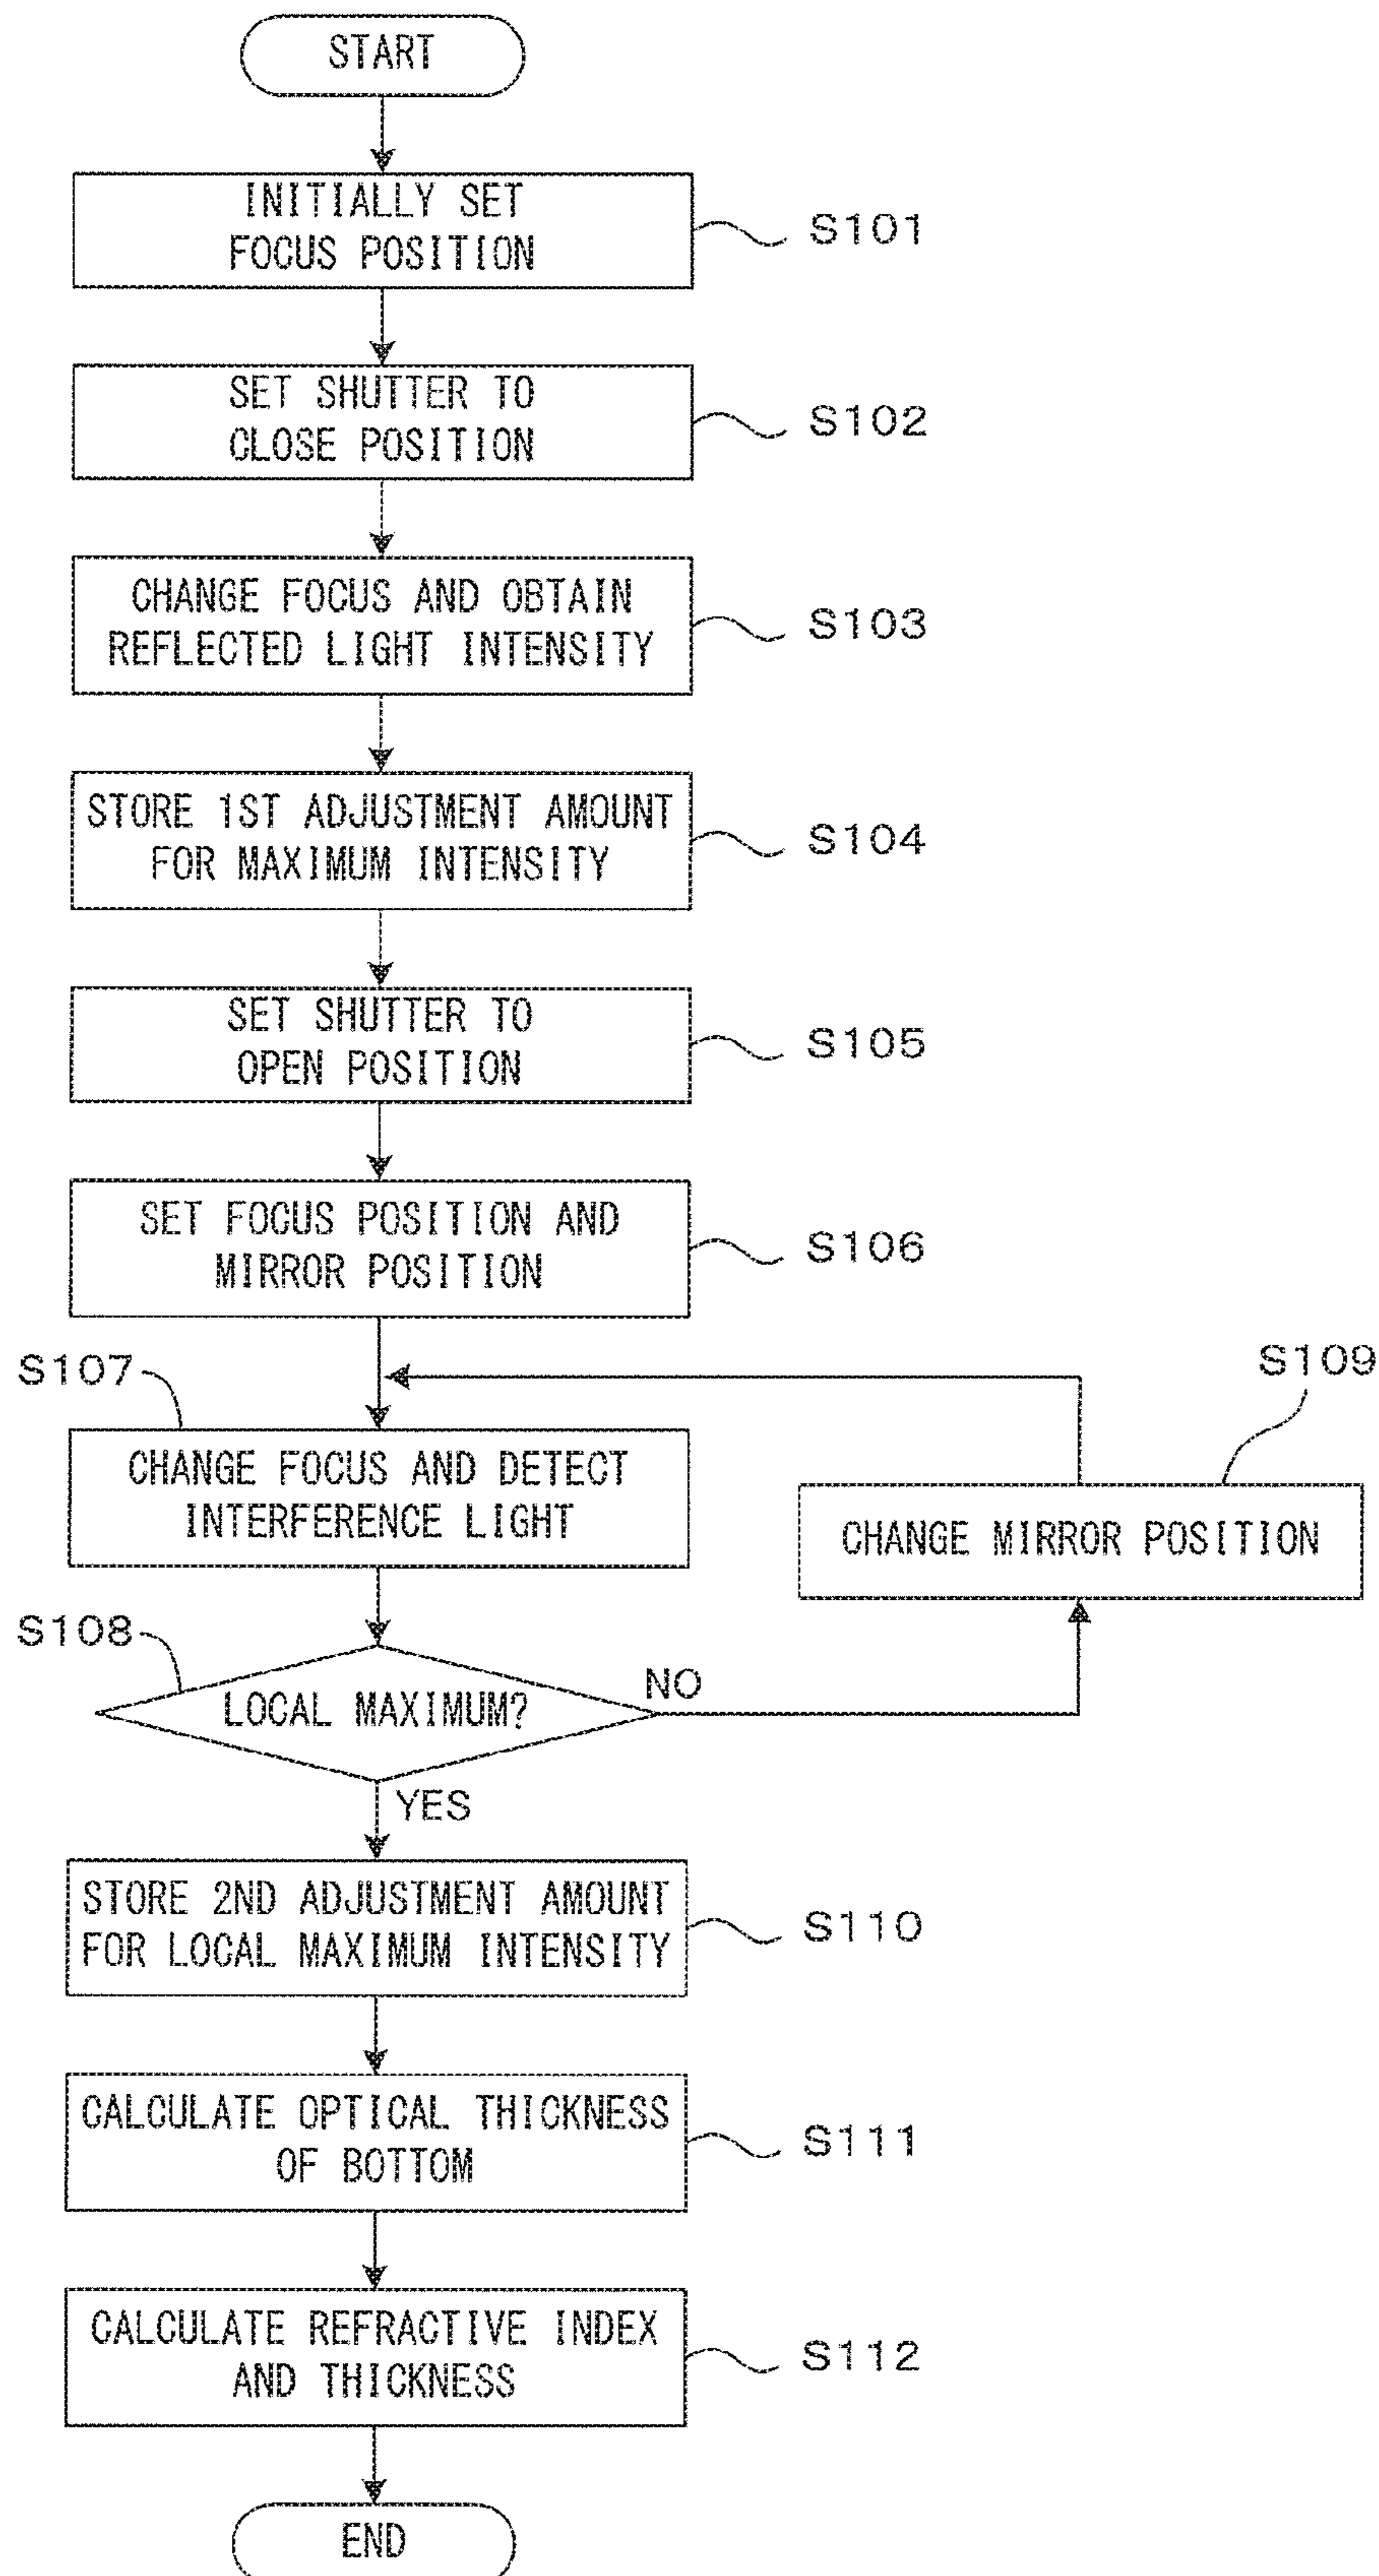 START
INITIALLY SET
FOCUS POSITION
S101
SET SHUTTER TO
CLOSE POSITION
S102
CHANGE FOCUS AND OBTAIN
REFLECTED LIGHT INTENSITY
S103
STORE 1ST ADJUSTMENT AMOUNT
FOR MAXIMUM INTENSITY
S104
SET SHUTTER TO
OPEN POSITION
S105
SET FOCUS POSITION AND
MIRROR POSITION
S106
S107
CHANGE FOCUS AND DETECT
INTERFERENCE LIGHT
S109
CHANGE MIRROR POSITION
S108
LOCAL MAXIMUM?
NO
YES
STORE 2ND ADJUSTMENT AMOUNT
FOR LOCAL MAXIMUM INTENSITY
S110
CALCULATE OPTICAL THICKNESS
OF BOTTOM
S111
CALCULATE REFRACTIVE INDEX
AND THICKNESS
S112
END